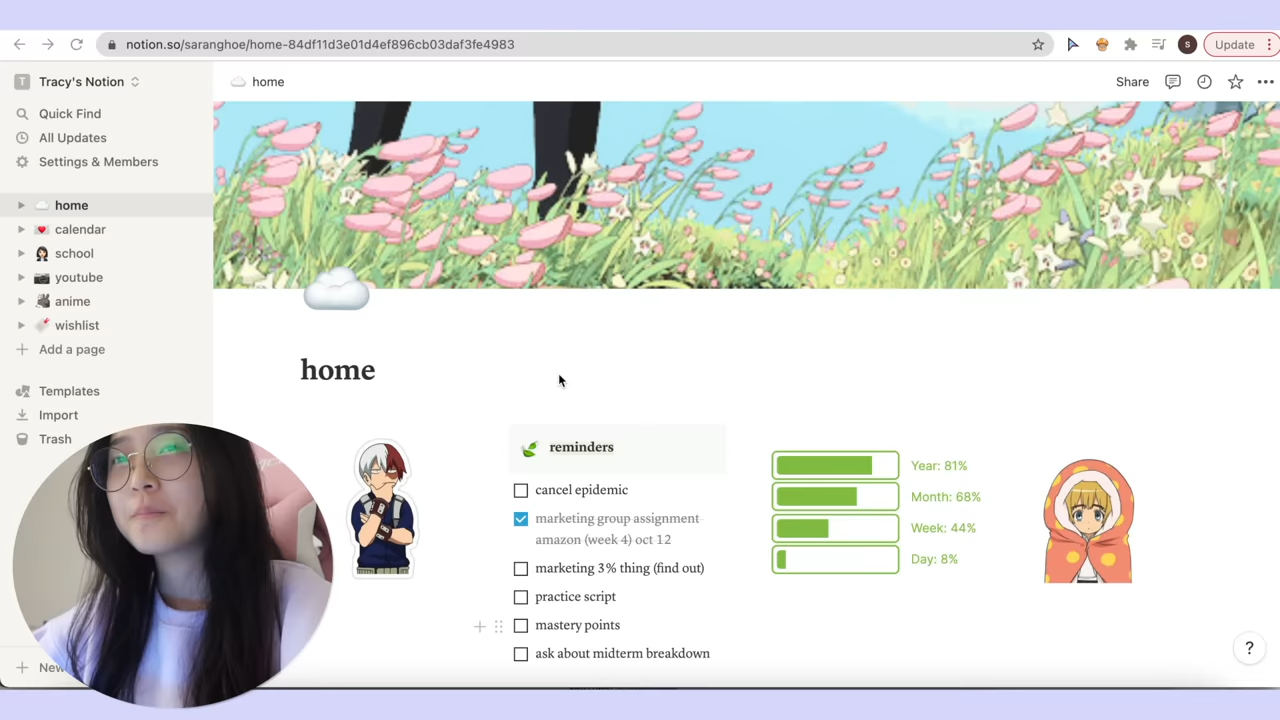 notion.so/saranghoe/home-84df11d3e01d4ef896cb03daf3fe4983
S
Update
T
Tracy's Notion
home
Share
Quick Find
All Updates
Settings & Members
home
calendar
school
youtube
anime
wishlist
Add a page
Templates
Import
Trash
New
home
reminders
cancel epidemic
marketing group assignment
amazon (week 4) oct 12
marketing 3% thing (find out)
practice script
mastery points
ask about midterm breakdown
Year: 81%
Month: 68%
Week: 44%
Day: 8%
?